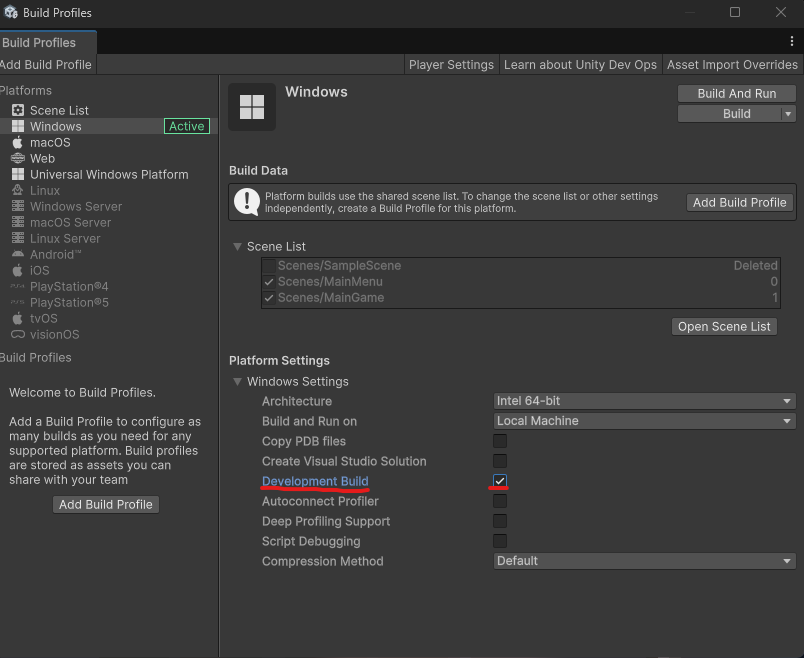 Build Profiles
Build Profiles
Add Build Profile
Player Settings
Learn about Unity Dev Ops
Asset Import Overrides
Platforms
Scene List
Windows
Active
macOS
Web
Universal Windows Platform
Linux
Windows Server
macOS Server
Linux Server
Android™
iOS
PlayStation®4
PlayStation®5
tvOS
visionOS
Build Profiles
Welcome to Build Profiles.
Add a Build Profile to configure as
many builds as you need for any
supported platform. Build profiles
are stored as assets you can
share with your team
Add Build Profile
Windows
Build And Run
Build
Build Data
Platform builds use the shared scene list. To change the scene list or other settings
independently, create a Build Profile for this platform.
Add Build Profile
Scene List
Scenes/SampleScene Deleted
Scenes/MainMenu 0
Scenes/MainGame 1
Open Scene List
Platform Settings
Windows Settings
Architecture Intel 64-bit
Build and Run on Local Machine
Copy PDB files
Create Visual Studio Solution
Development Build
Autoconnect Profiler
Deep Profiling Support
Script Debugging
Compression Method Default